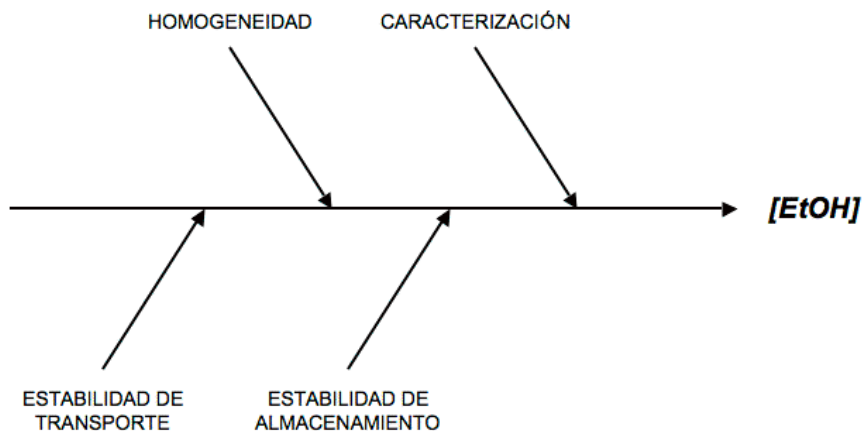 HOMOGENEIDAD
CARACTERIZACIÓN
[EtOH]
ESTABILIDAD DE
TRANSPORTE
ESTABILIDAD DE
ALMACENAMIENTO